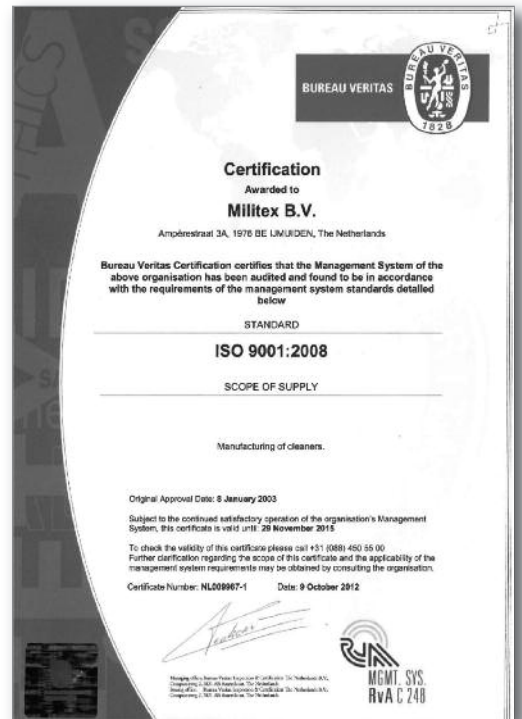 BUREAU VERITAS
BUREAU VERITAS
1828
Certification
Awarded to
Militex B.V.
Ampèrestraat 3A, 1976 BE IJMUIDEN, The Netherlands
Bureau Veritas Certification certifies that the Management System of the
above organisation has been audited and found to be in accordance
with the requirements of the management system standards detailed
below
STANDARD
ISO 9001:2008
SCOPE OF SUPPLY
Manufacturing of cleaners.
Original Approval Date: 8 January 2003
Subject to the continued satisfactory operation of the organisation's Management
System, this certificate is valid until: 29 November 2015
To check the validity of this certificate please call +31 (088) 450 55 00
Further clarification regarding the scope of this certificate and the applicability of the
management system requirements may be obtained by consulting the organisation.
Certificate Number: NL009967-1 Date: 9 October 2012
RvA
MGMT. SYS.
RvA C 248